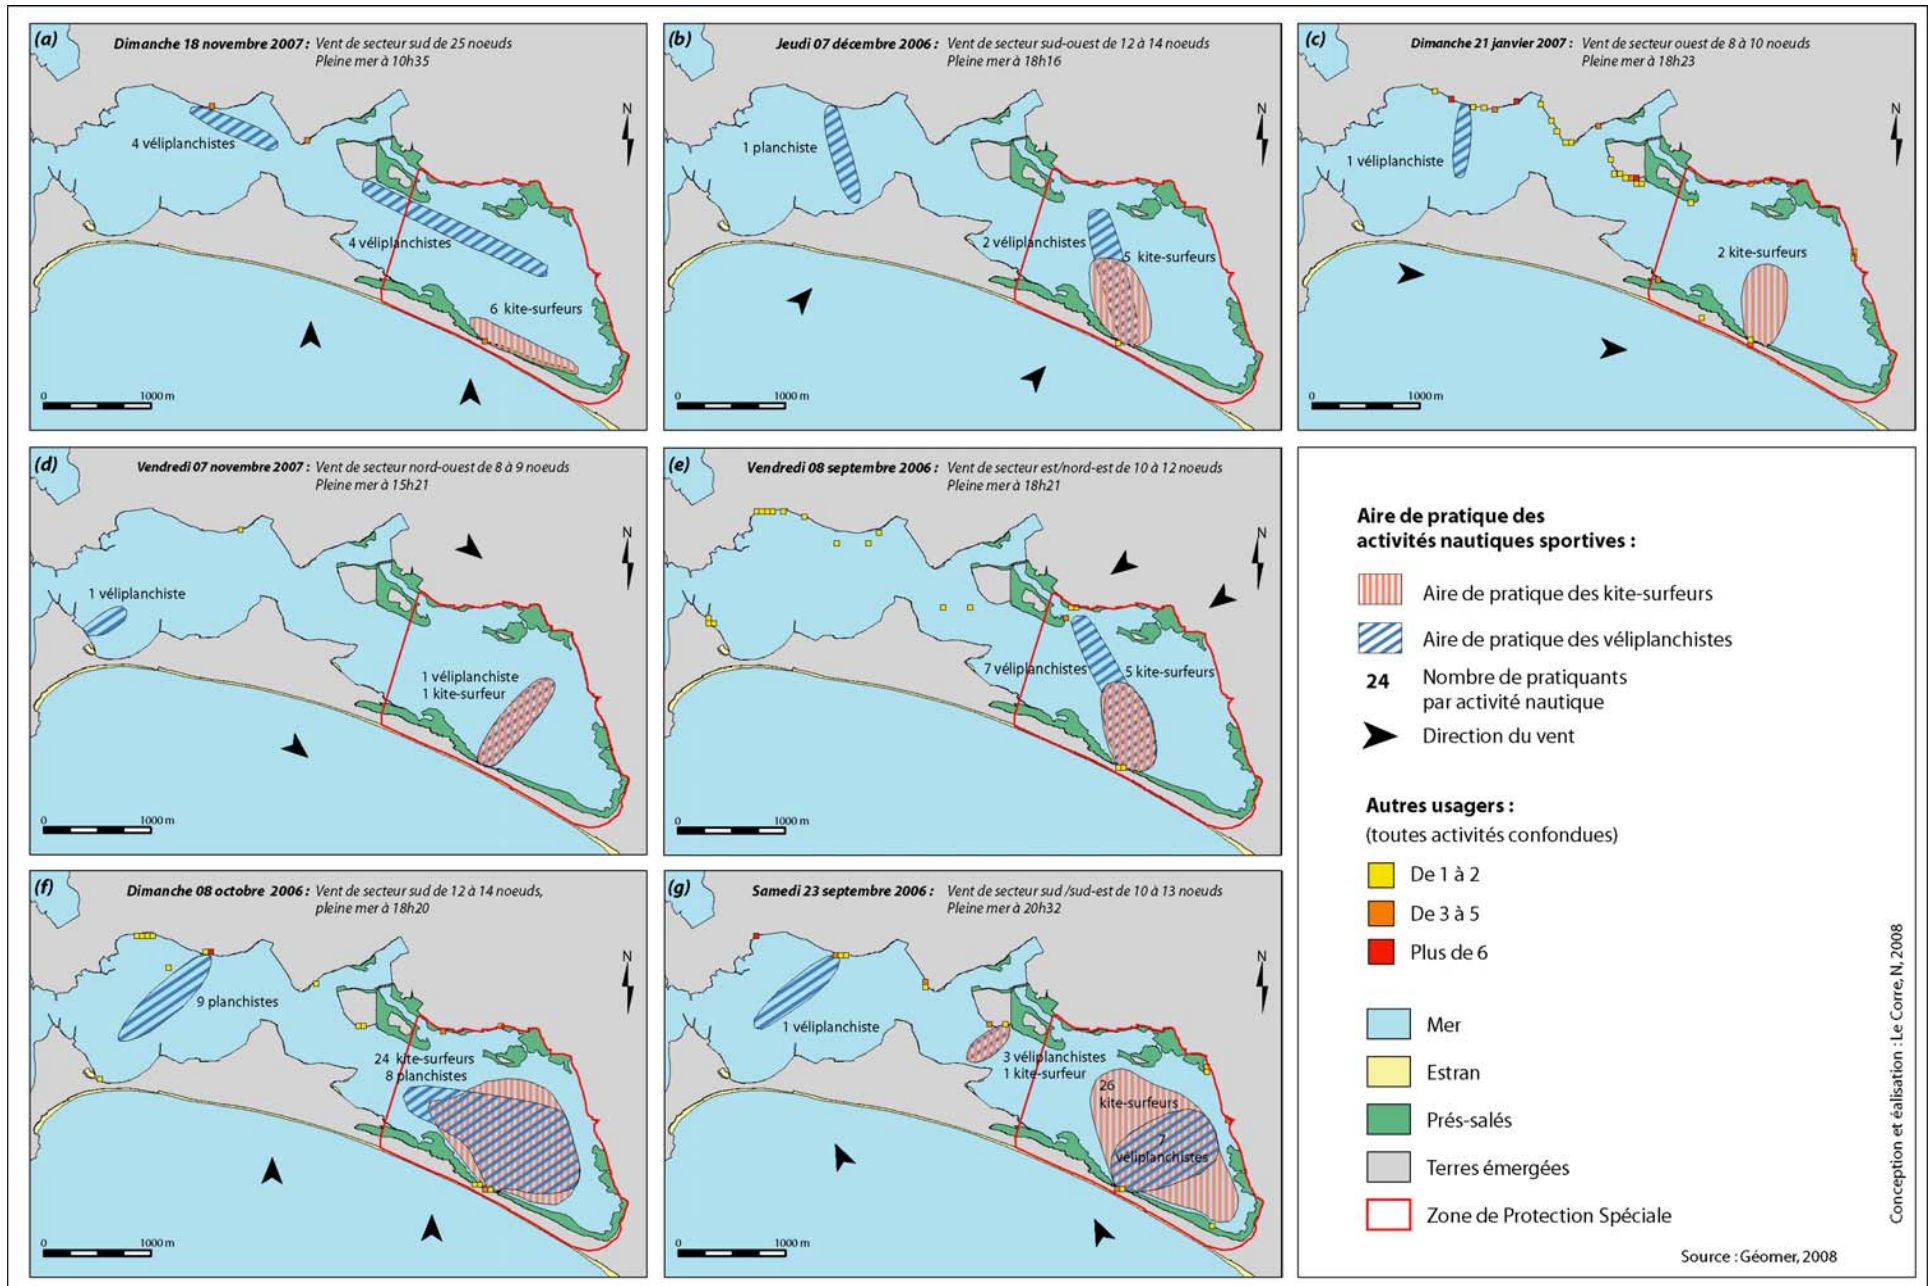 (a) Dimanche 18 novembre 2007 : Vent de secteur sud de 25 noeuds
Pleine mer à 10h35
N
4 véliplanchistes
4 véliplanchistes
6 kite-surfeurs
0 1000 m
(b) Jeudi 07 décembre 2006 : Vent de secteur sud-ouest de 12 à 14 noeuds
Pleine mer à 18h16
N
1 planchiste
2 véliplanchistes
5 kite-surfeurs
0 1000 m
(c) Dimanche 21 janvier 2007 : Vent de secteur ouest de 8 à 10 noeuds
Pleine mer à 18h23
N
1 véliplanchiste
2 kite-surfeurs
0 1000 m
(d) Vendredi 07 novembre 2007 : Vent de secteur nord-ouest de 8 à 9 noeuds
Pleine mer à 15h21
N
1 véliplanchiste
1 véliplanchiste
1 kite-surfeur
0 1000 m
(e) Vendredi 08 septembre 2006 : Vent de secteur est/nord-est de 10 à 12 noeuds
Pleine mer à 18h21
N
7 véliplanchistes
5 kite-surfeurs
0 1000 m
(f) Dimanche 08 octobre 2006 : Vent de secteur sud de 12 à 14 noeuds,
pleine mer à 18h20
N
9 planchistes
24 kite-surfeurs
8 planchistes
0 1000 m
(g) Samedi 23 septembre 2006 : Vent de secteur sud /sud-est de 10 à 13 noeuds
Pleine mer à 20h32
N
1 véliplanchiste
3 véliplanchistes
1 kite-surfeur
26
kite-surfeurs
7
véliplanchistes
0 1000 m
Aire de pratique des
activités nautiques sportives :
Aire de pratique des kite-surfeurs
Aire de pratique des véliplanchistes
24 Nombre de pratiquants
par activité nautique
Direction du vent
Autres usagers :
(toutes activités confondues)
De 1 à 2
De 3 à 5
Plus de 6
Mer
Estran
Prés-salés
Terres émergées
Zone de Protection Spéciale
Source : Géomer, 2008
Conception et éalisation : Le Corre, N, 2008